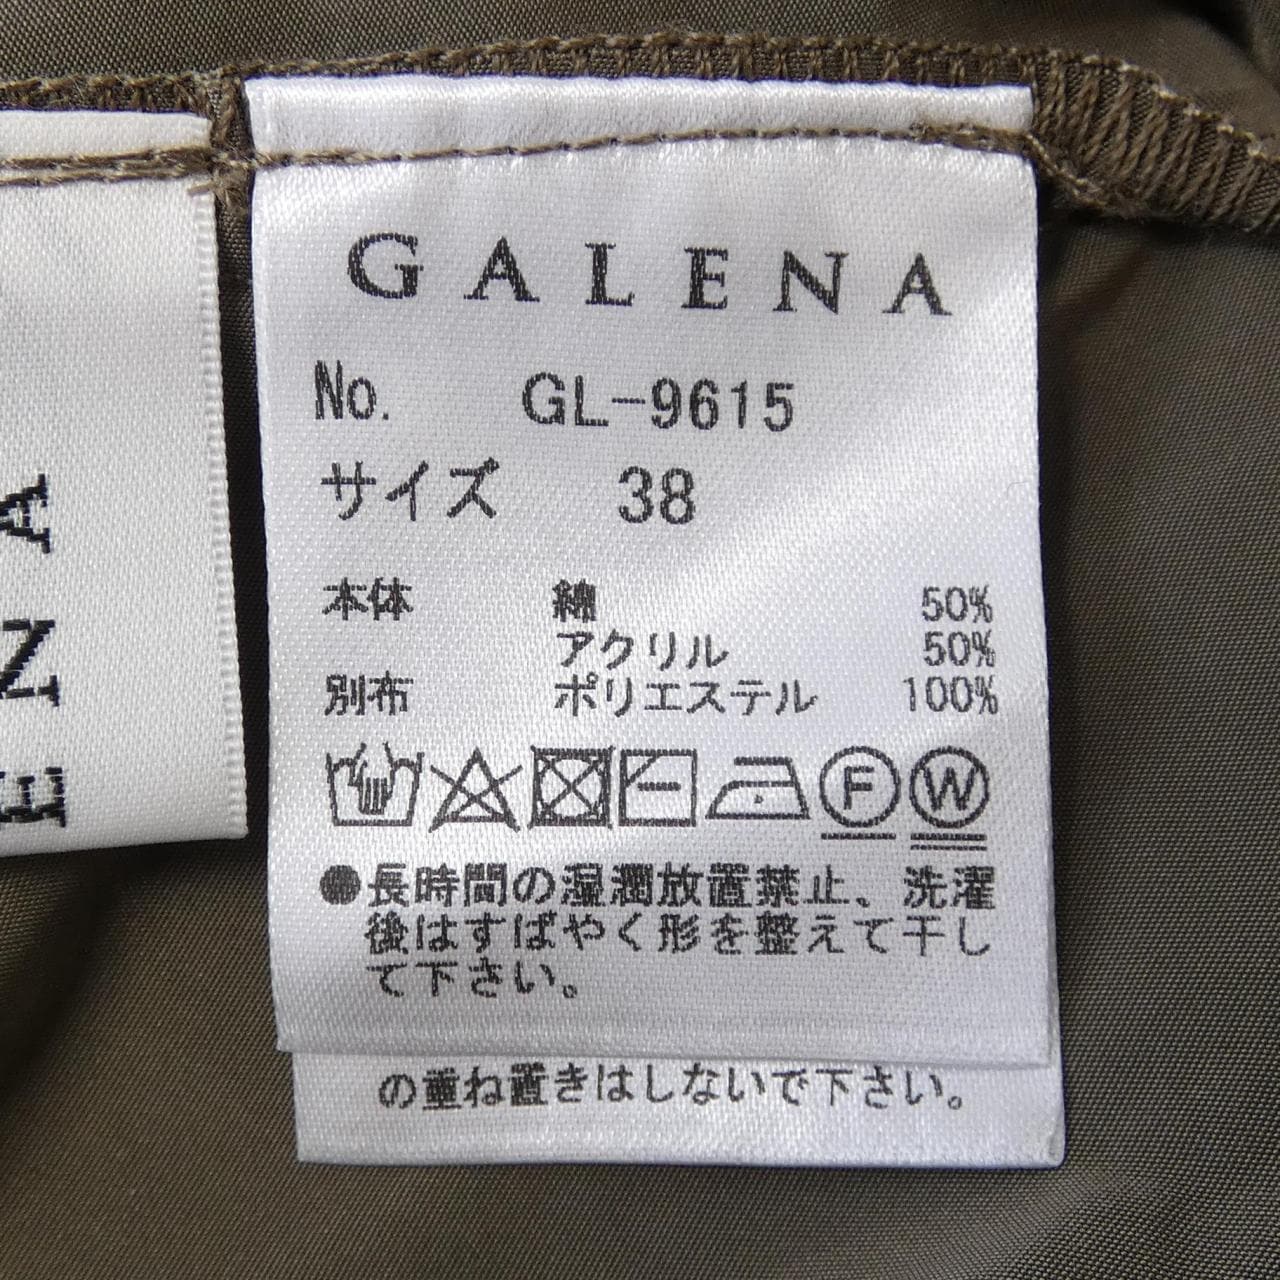 GALENA
No. GL-9615
サイズ 38
本体 綿 50%
アクリル 50%
別布 ポリエステル 100%
F W
●長時間の湿潤放置禁止、洗濯
後はすばやく形を整えて干し
て下さい。
の重ね置きはしないで下さい。
E N A